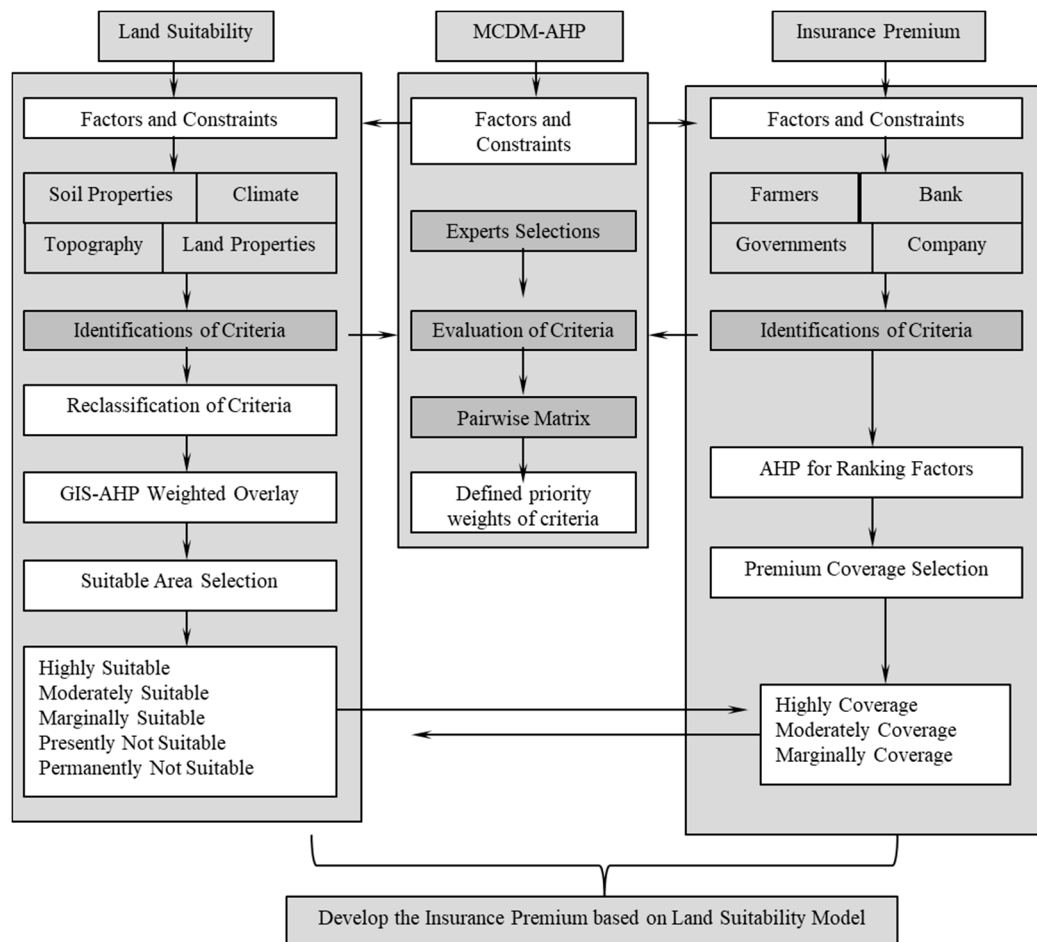 Land Suitability
MCDM-AHP
Insurance Premium
Factors and Constraints
Soil Properties
Climate
Topography
Land Properties
Identifications of Criteria
Reclassification of Criteria
GIS-AHP Weighted Overlay
Suitable Area Selection
Highly Suitable
Moderately Suitable
Marginally Suitable
Presently Not Suitable
Permanently Not Suitable
Factors and
Constraints
Experts Selections
Evaluation of Criteria
Pairwise Matrix
Defined priority
weights of criteria
Factors and Constraints
Farmers
Bank
Governments
Company
Identifications of Criteria
AHP for Ranking Factors
Premium Coverage Selection
Highly Coverage
Moderately Coverage
Marginally Coverage
Develop the Insurance Premium based on Land Suitability Model